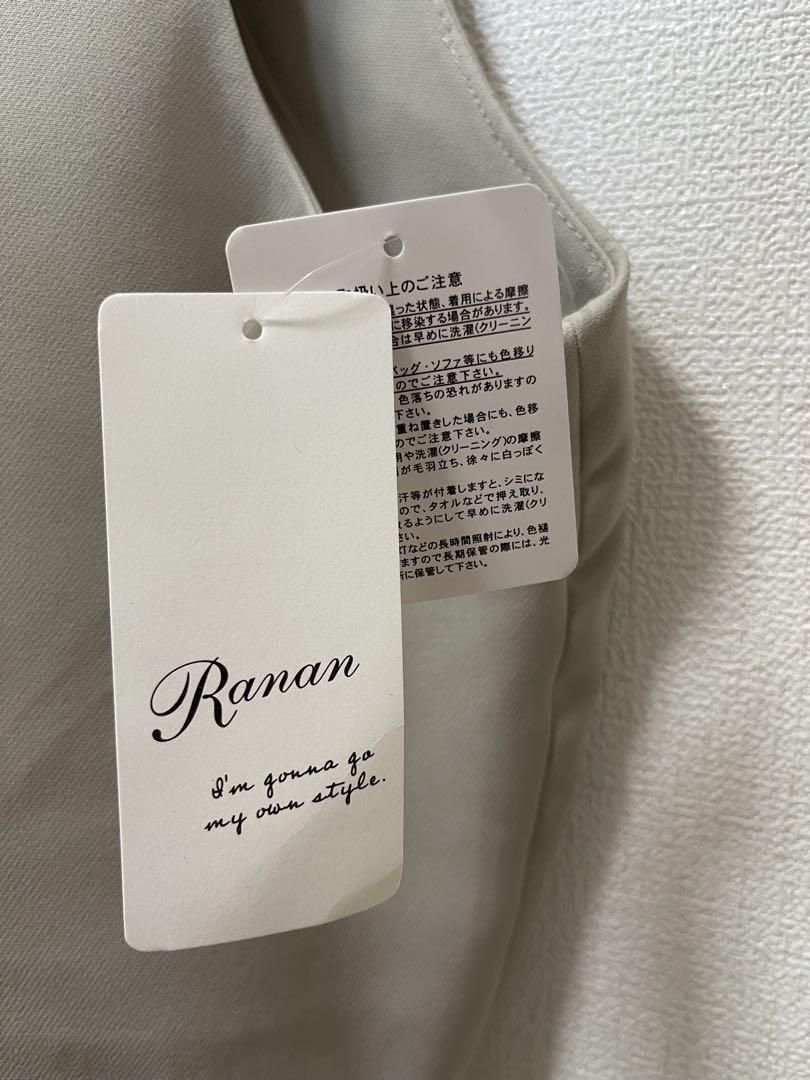 扱い上のご注意
った状態、着用による摩擦
に移染する場合があります。
合は早めに洗濯(クリーニン
バッグ・ソファ等にも色移り
のでご注意下さい。
色落ちの恐れがありますの
下さい。
重ね置きした場合にも、色移
のでご注意下さい。
用や洗濯(クリーニング)の摩擦
が毛羽立ち、徐々に白っぽく
汗等が付着しますと、シミにな
ので、タオルなどで押え取り、
るようにして早めに洗濯(クリ
さい。
灯などの長時間照射により、色褪
ますので長期保管の際には、光
所に保管して下さい。
Ranan
I'm gonna go
my own style.